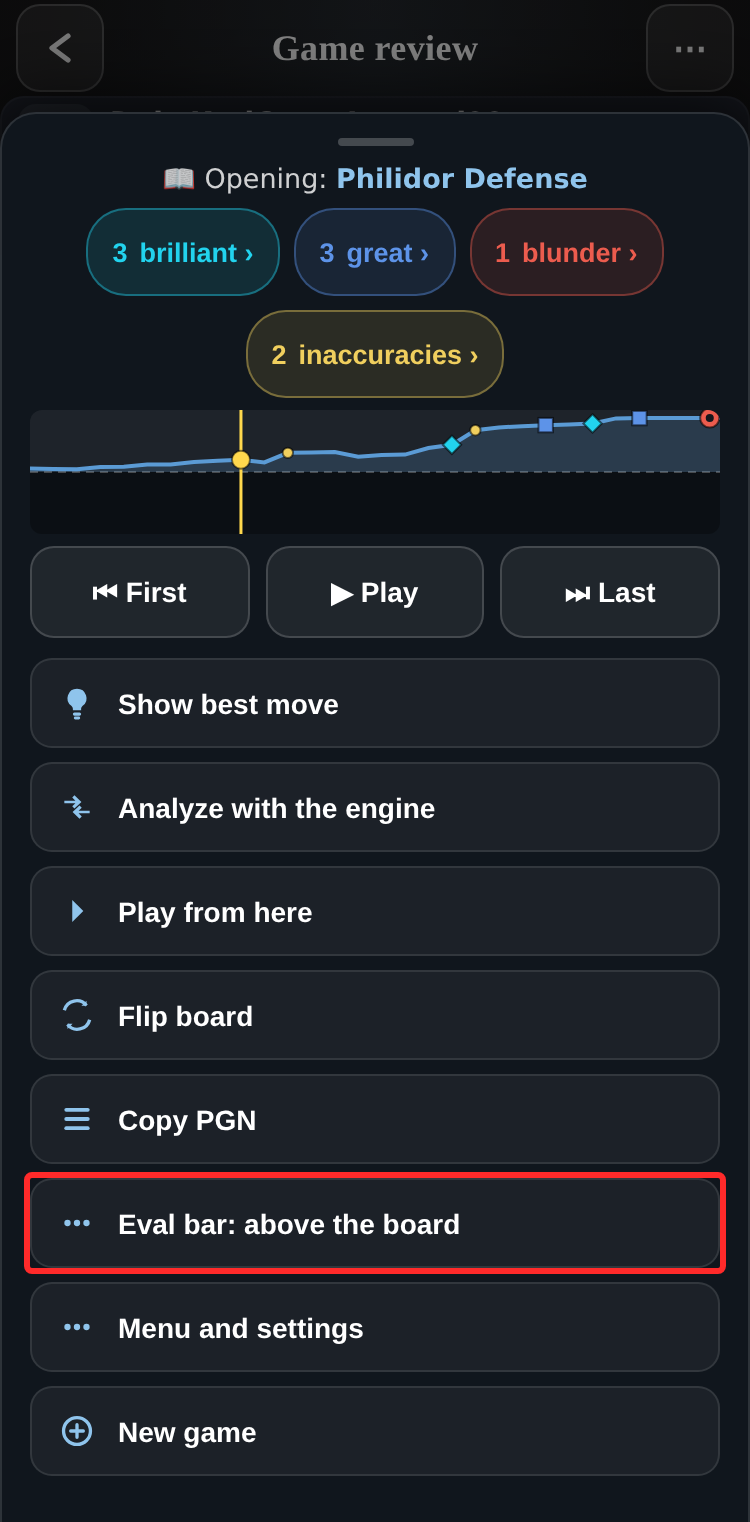 Game review
Opening: Philidor Defense
3 brilliant ›
3 great ›
1 blunder ›
2 inaccuracies ›
First
Play
Last
Show best move
Analyze with the engine
Play from here
Flip board
Copy PGN
Eval bar: above the board
Menu and settings
New game